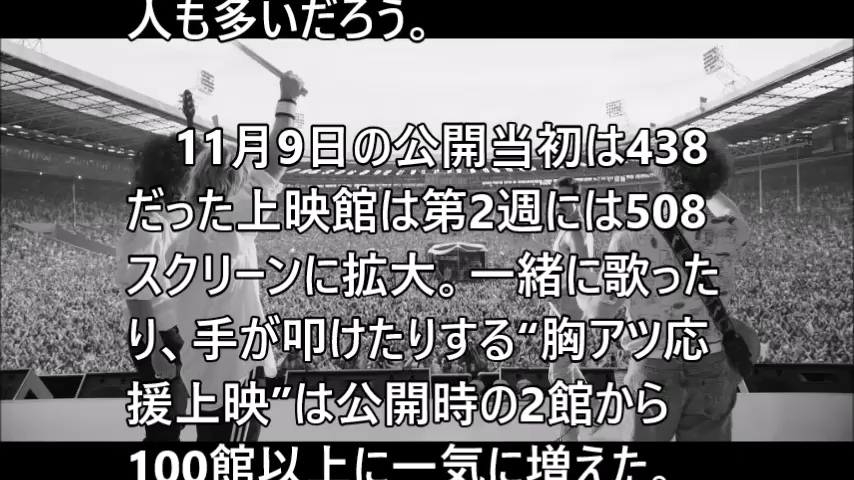 人も多いだろう。
11月9日の公開当初は438
だった上映館は第2週には508
スクリーンに拡大。一緒に歌った
り、手が叩けたりする“胸アツ応
援上映”は公開時の2館から
100館以上に一気に増えた。